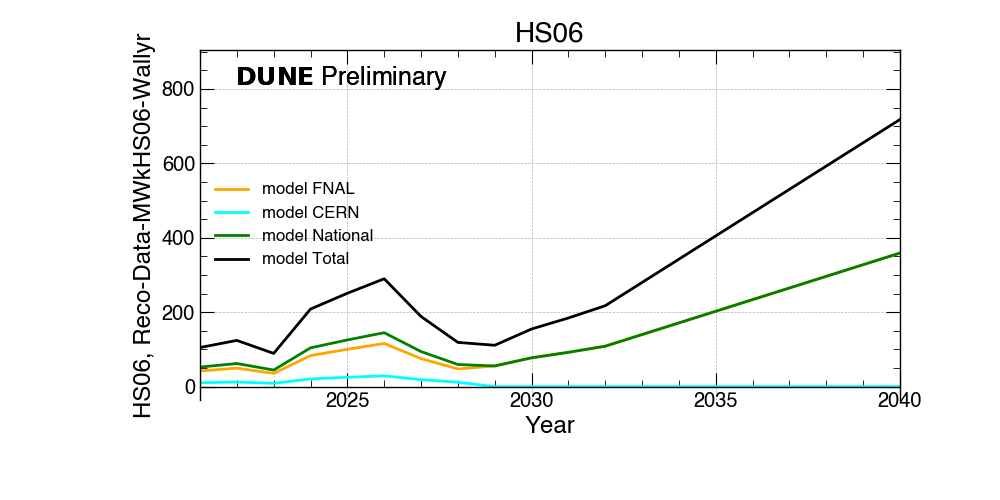 HS06
HS06, Reco-Data-MWkHS06-Wallyr
DUNE Preliminary
800
600
400
200
0
model FNAL
model CERN
model National
model Total
2025
2030
2035
2040
Year